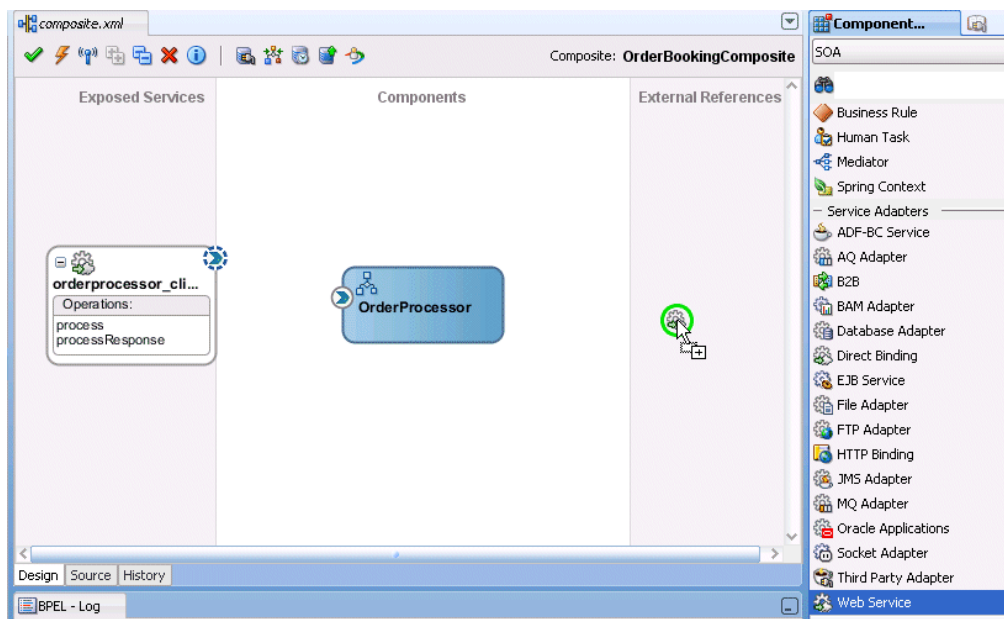 composite.xml
Component...
Composite: OrderBookingComposite
SOA
Exposed Services
Components
External References
orderprocessor_cli...
Operations:
process
processResponse
OrderProcessor
Business Rule
Human Task
Mediator
Spring Context
Service Adapters
ADF-BC Service
AQ Adapter
B2B
BAM Adapter
Database Adapter
Direct Binding
EJB Service
File Adapter
FTP Adapter
HTTP Binding
JMS Adapter
MQ Adapter
Oracle Applications
Socket Adapter
Third Party Adapter
Web Service
Design Source History
BPEL - Log